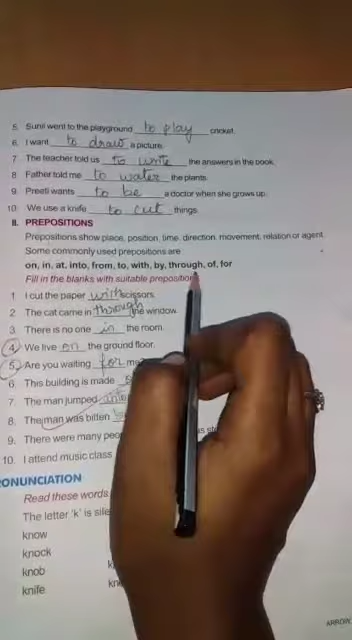 5. Sunil went to the playground to play cricket.
6. I want to draw a picture.
7. The teacher told us to write the answers in the book.
8 Father told me to water the plants.
9. Preeti wants to be a doctor when she grows up.
10. We use a knife to cut things.
II. PREPOSITIONS
Prepositions show place, position, time, direction, movement, relation or agent.
Some commonly used prepositions are
on, in, at, into, from, to, with, by, through, of, for
Fill in the blanks with suitable prepositions
1 I cut the paper with scissors.
2. The cat came in through the window.
3. There is no one in the room.
4. We live on the ground floor.
5. Are you waiting for me
6. This building is made
7. The man jumped into
8. The man was bitten
9. There were many
10. I attend music class
ONUNCIATION
Read these words
The letter 'k' is
know
knock
knob
knife
ARROW